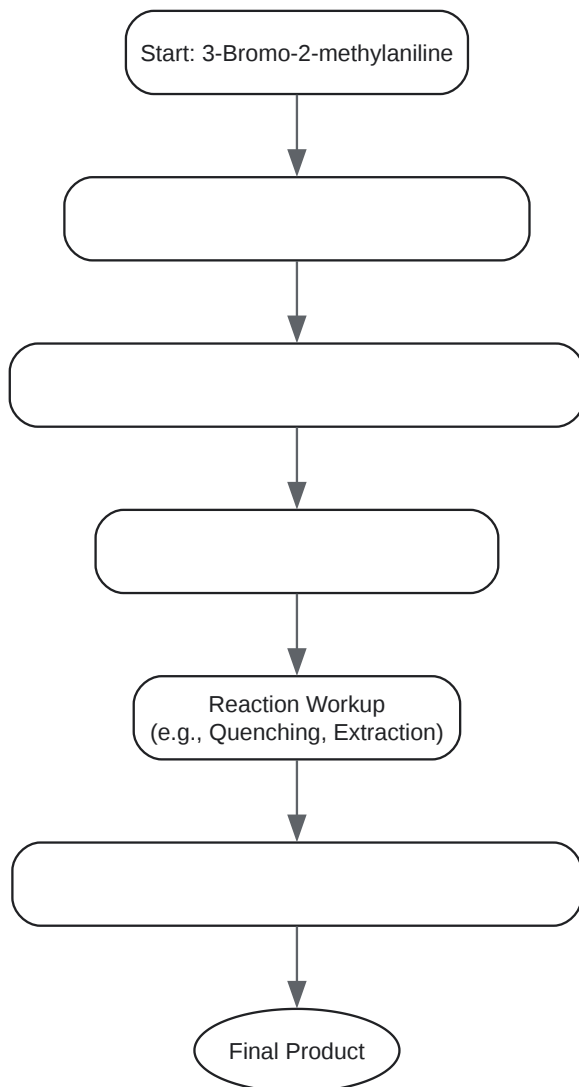 Start: 3-Bromo-2-methylaniline
Reaction Workup
(e.g., Quenching, Extraction)
Final Product